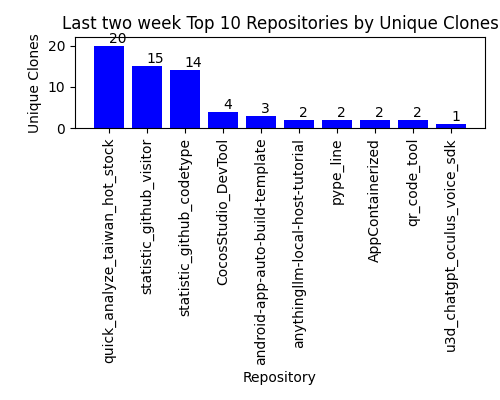 Last two week Top 10 Repositories by Unique Clones
Unique Clones
20
10
0
20
15
14
4
3
2
2
2
2
1
quick_analyze_taiwan_hot_stock
statistic_github_visitor
statistic_github_codetype
CocosStudio_DevTool
android-app-auto-build-template
anythingllm-local-host-tutorial
pype_line
AppContainerized
qr_code_tool
u3d_chatgpt_oculus_voice_sdk
Repository